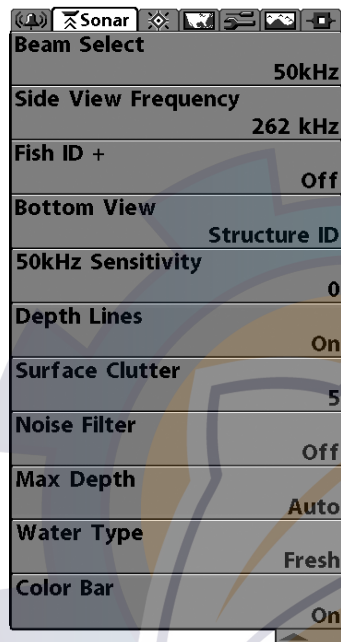 Sonar
Beam Select
50kHz
Side View Frequency
262 kHz
Fish ID +
Off
Bottom View
Structure ID
50kHz Sensitivity
0
Depth Lines
On
Surface Clutter
5
Noise Filter
Off
Max Depth
Auto
Water Type
Fresh
Color Bar
On